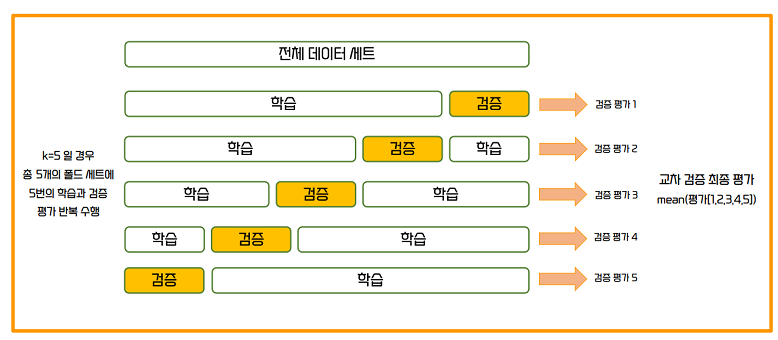 전체 데이터 세트
학습
검증
검증 평가 1
학습
검증
학습
검증 평가 2
k=5 일 경우
총 5개의 폴드 세트에
5번의 학습과 검증
평가 반복 수행
학습
검증
학습
검증 평가 3
교차 검증 최종 평가
mean(평가[1,2,3,4,5])
학습
검증
학습
검증 평가 4
검증
학습
검증 평가 5